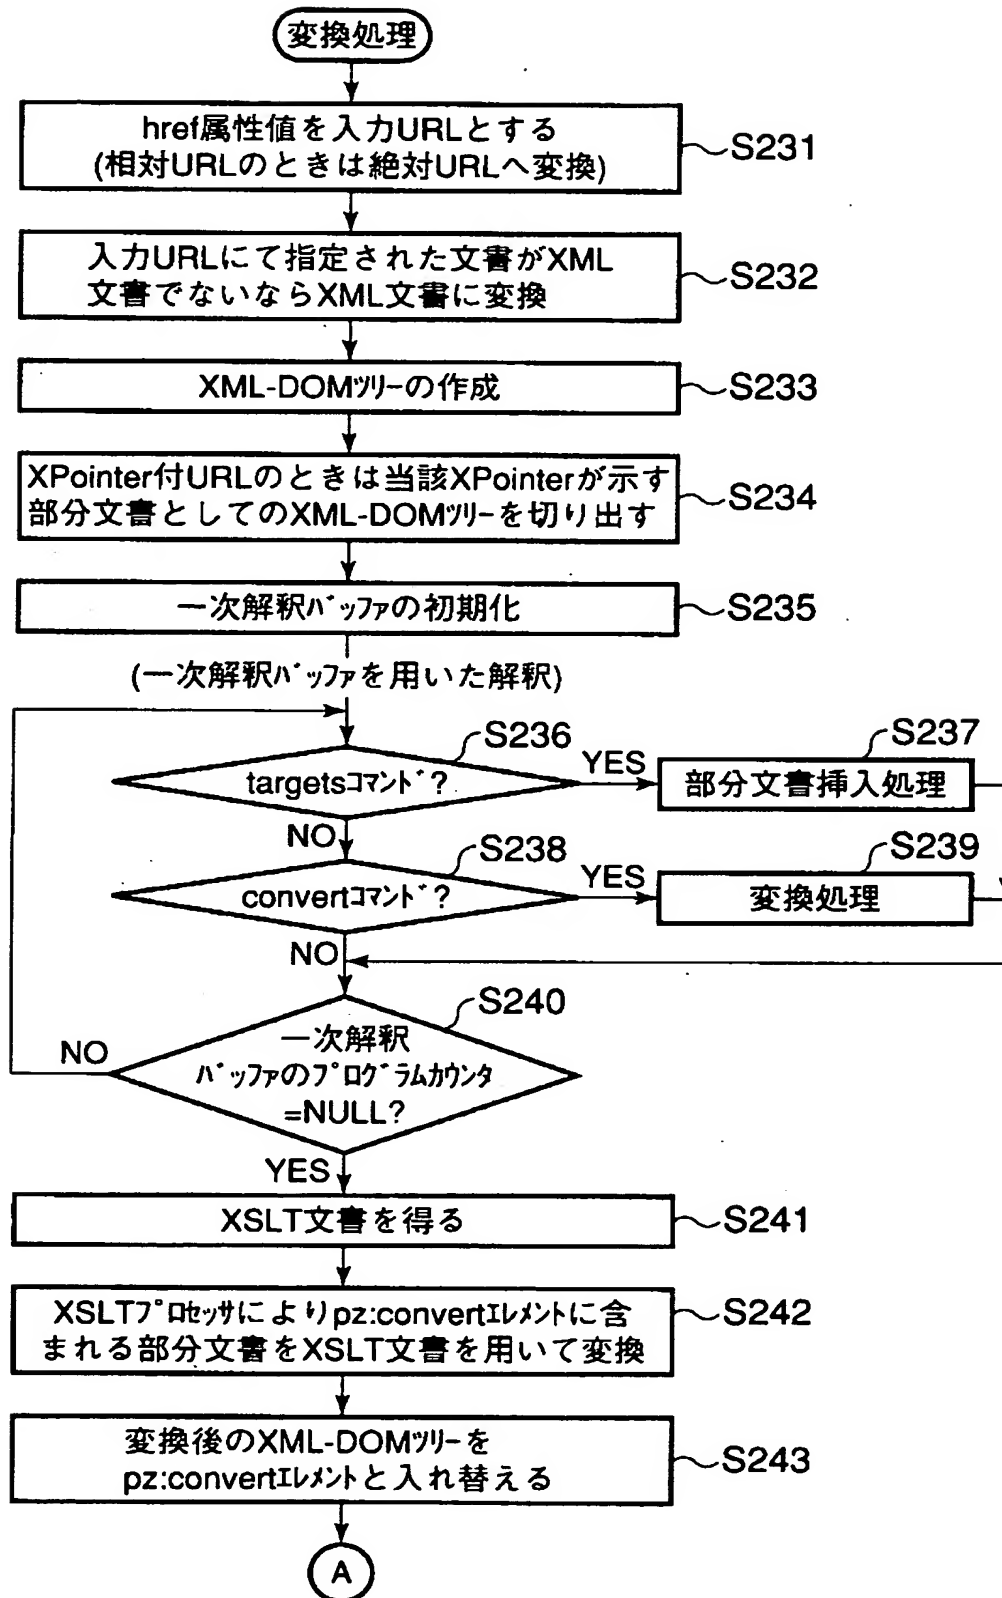 変換処理
href属性値を入力URLとする
(相対URLのときは絶対URLへ変換)
S231
入力URLにて指定された文書がXML
文書でないならXML文書に変換
S232
XML-DOMﾂﾘｰの作成
S233
XPointer付URLのときは当該XPointerが示す
部分文書としてのXML-DOMﾂﾘｰを切り出す
S234
一次解釈ﾊﾞｯﾌｧの初期化
S235
(一次解釈ﾊﾞｯﾌｧを用いた解釈)
S236
targetsｺﾏﾝﾄﾞ?
YES
S237
部分文書挿入処理
NO
S238
convertｺﾏﾝﾄﾞ?
YES
S239
変換処理
NO
S240
一次解釈
ﾊﾞｯﾌｧのﾌﾟﾛｸﾞﾗﾑｶｳﾝﾀ
=NULL?
NO
YES
XSLT文書を得る
S241
XSLTﾌﾟﾛｾｯｻによりpz:convertｴﾚﾒﾝﾄに含
まれる部分文書をXSLT文書を用いて変換
S242
変換後のXML-DOMﾂﾘｰを
pz:convertｴﾚﾒﾝﾄと入れ替える
S243
A